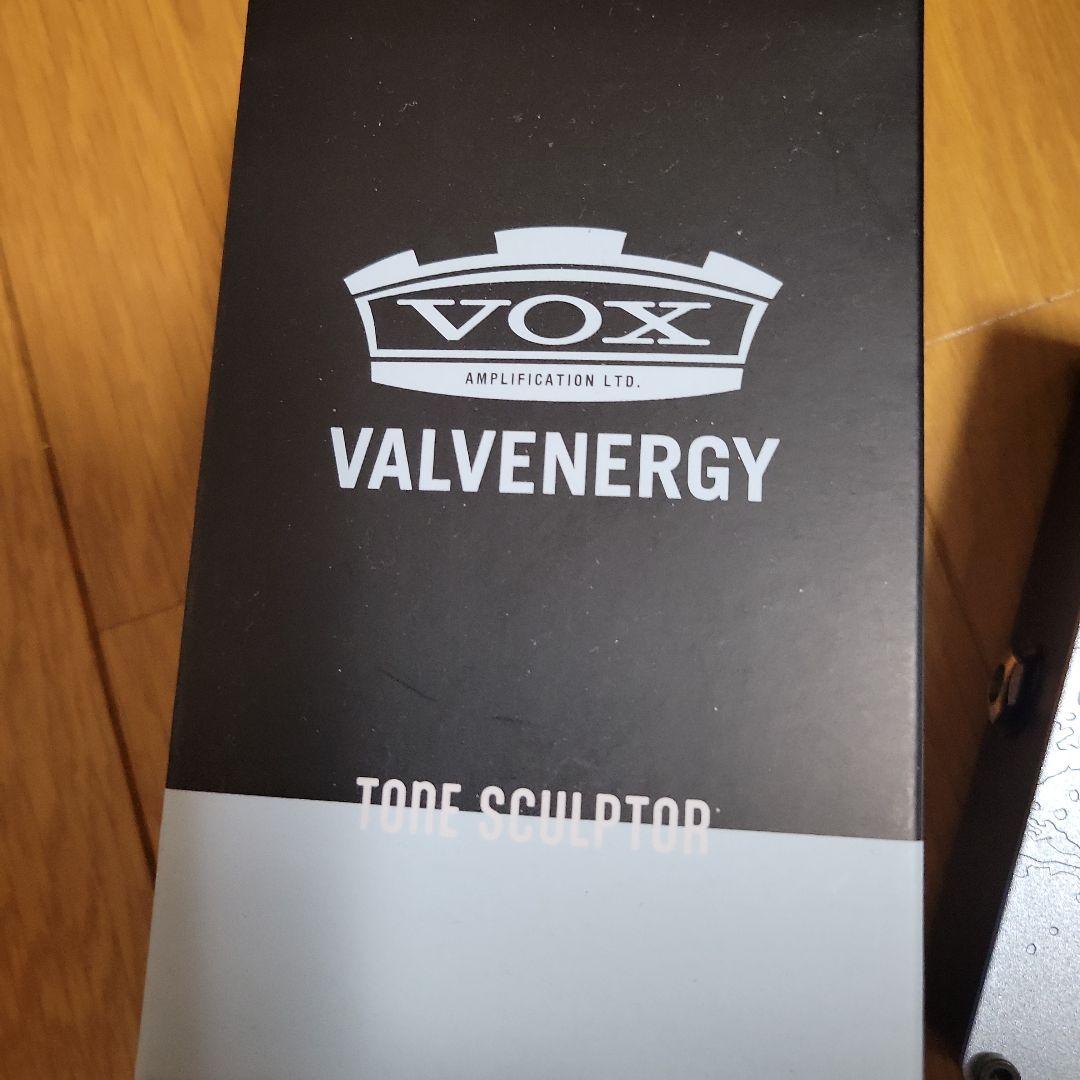 VOX
AMPLIFICATION LTD.
VALVENERGY
TONE SCULPTOR